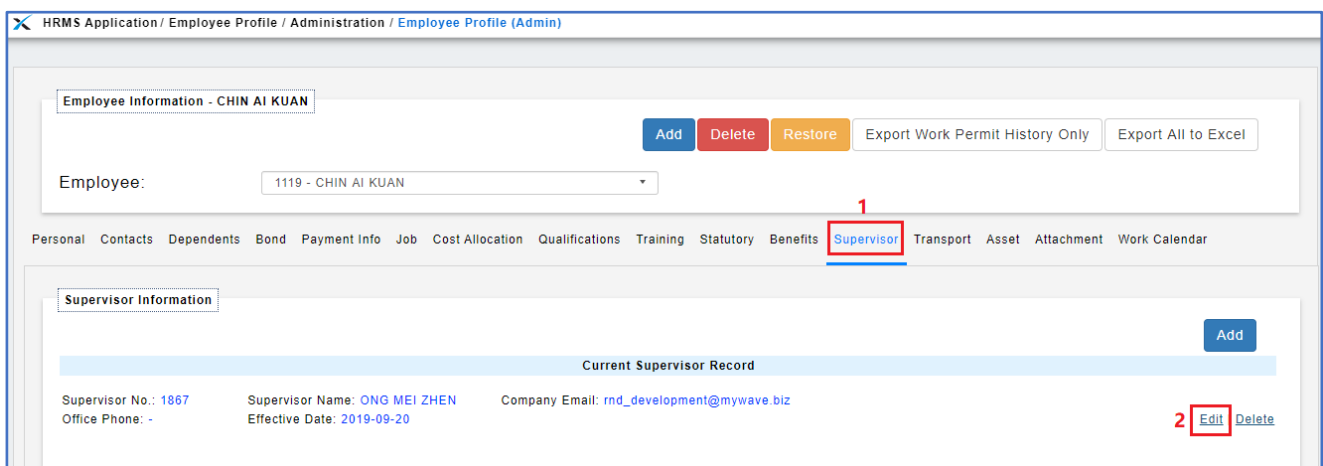 HRMS Application / Employee Profile / Administration / Employee Profile (Admin)
Employee Information - CHIN AI KUAN
Add Delete Restore Export Work Permit History Only Export All to Excel
Employee: 1119 - CHIN AI KUAN
1
Personal Contacts Dependents Bond Payment Info Job Cost Allocation Qualifications Training Statutory Benefits Supervisor Transport Asset Attachment Work Calendar
Supervisor Information
Add
Current Supervisor Record
Supervisor No.: 1867 Supervisor Name: ONG MEI ZHEN Company Email: rnd_development@mywave.biz
Office Phone: - Effective Date: 2019-09-20
2 Edit Delete